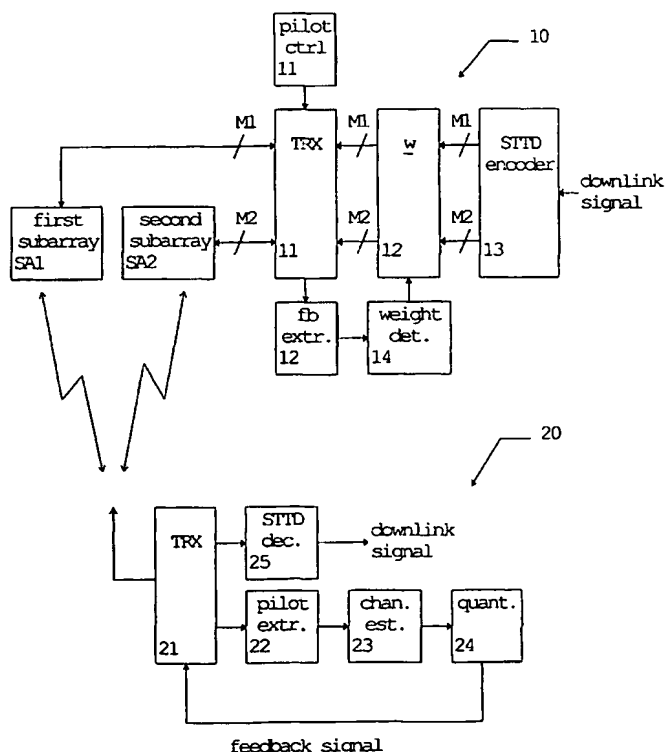 pilot
ctrl
11
10
M1
M1
M1
TRX
w
STTD
encoder
downlink
signal
first
subarray
SA1
second
subarray
SA2
M2
M2
M2
11
12
13
fb
extr.
12
weight
det.
14
20
TRX
21
STTD
dec.
25
downlink
signal
pilot
extr.
22
chan.
est.
23
quant.
24
feedback signal